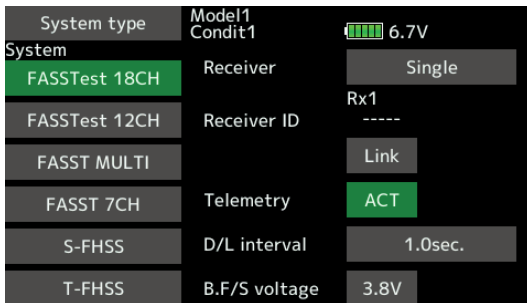 System type
Model1
Condit1
6.7V
System
FASSTest 18CH
FASSTest 12CH
FASST MULTI
FASST 7CH
S-FHSS
T-FHSS
Receiver
Single
Rx1
Receiver ID
-----
Link
Telemetry
ACT
D/L interval
1.0sec.
B.F/S voltage
3.8V